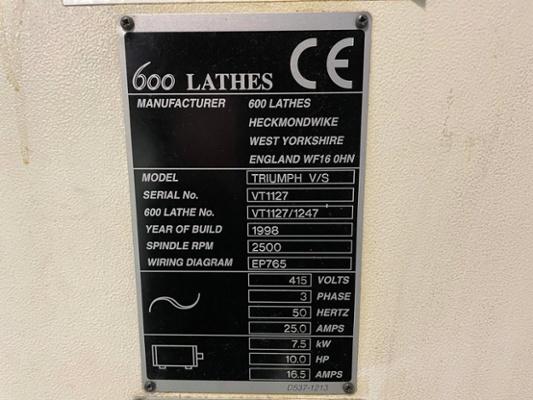 600 LATHES CE
MANUFACTURER 600 LATHES
HECKMONDWIKE
WEST YORKSHIRE
ENGLAND WF16 0HN
MODEL TRIUMPH V/S
SERIAL No. VT1127
600 LATHE No. VT1127/1247
YEAR OF BUILD 1998
SPINDLE RPM 2500
WIRING DIAGRAM EP765
415 VOLTS
3 PHASE
50 HERTZ
25.0 AMPS
7.5 kW
10.0 HP
16.5 AMPS
D537-1213